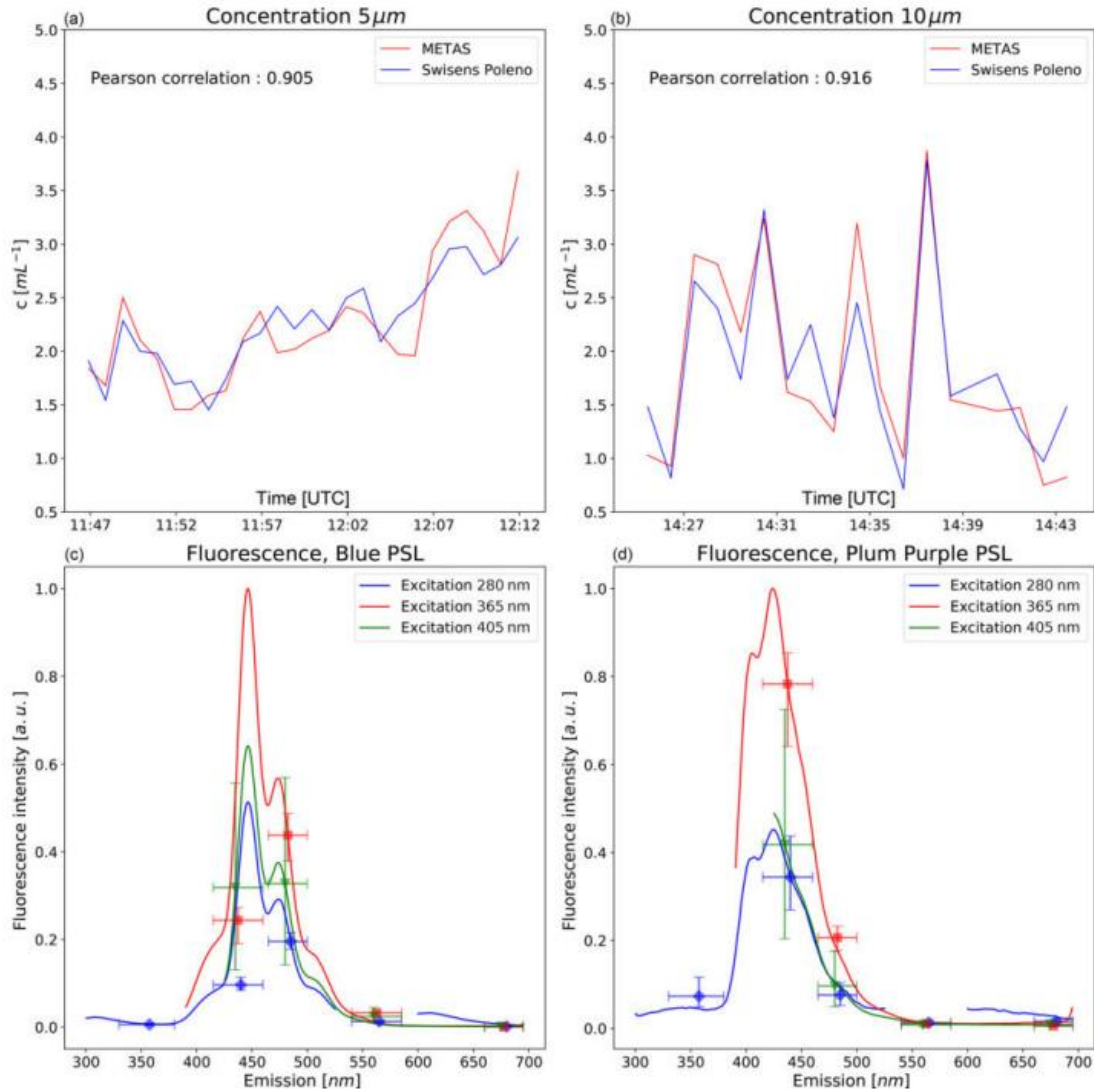 (a) Concentration 5μm
METAS
Swisens Poleno
Pearson correlation : 0.905
c [mL⁻¹]
5.0
4.5
4.0
3.5
3.0
2.5
2.0
1.5
1.0
0.5
Time [UTC]
11:47 11:52 11:57 12:02 12:07 12:12
(b) Concentration 10μm
METAS
Swisens Poleno
Pearson correlation : 0.916
c [mL⁻¹]
5.0
4.5
4.0
3.5
3.0
2.5
2.0
1.5
1.0
0.5
Time [UTC]
14:27 14:31 14:35 14:39 14:43
(c) Fluorescence, Blue PSL
Excitation 280 nm
Excitation 365 nm
Excitation 405 nm
Fluorescence intensity [a.u.]
1.0
0.8
0.6
0.4
0.2
0.0
300 350 400 450 500 550 600 650 700
Emission [nm]
(d) Fluorescence, Plum Purple PSL
Excitation 280 nm
Excitation 365 nm
Excitation 405 nm
Fluorescence intensity [a.u.]
1.0
0.8
0.6
0.4
0.2
0.0
300 350 400 450 500 550 600 650 700
Emission [nm]